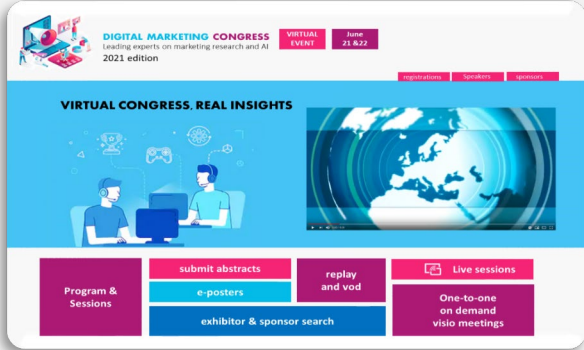 DIGITAL MARKETING CONGRESS
Leading experts on marketing research and AI
2021 edition
VIRTUAL
EVENT
June
21 &22
registrations
Speakers
sponsors
VIRTUAL CONGRESS, REAL INSIGHTS
Program &
Sessions
submit abstracts
e-posters
replay
and vod
exhibitor & sponsor search
Live sessions
One-to-one
on demand
visio meetings